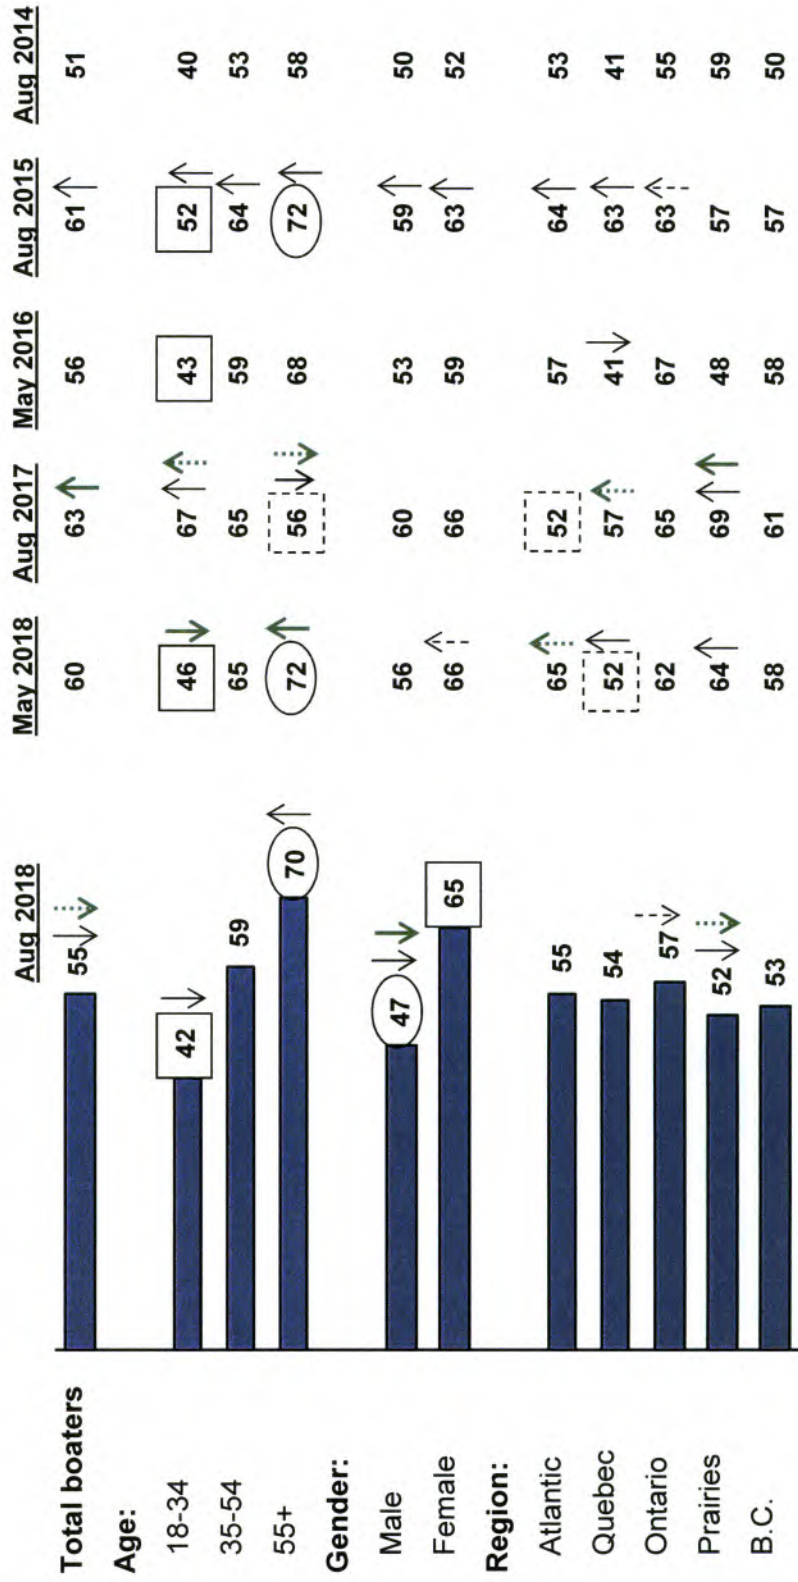 Aug 2018 May 2018 Aug 2017 May 2016 Aug 2015 Aug 2014
Total boaters 55 60 63 56 61 51
Age:
18-34 42 46 67 43 52 40
35-54 59 65 65 59 64 53
55+ 70 72 56 68 72 58
Gender:
Male 47 56 60 53 59 50
Female 65 66 66 59 63 52
Region:
Atlantic 55 65 52 57 64 53
Quebec 54 52 57 41 63 41
Ontario 57 62 65 67 63 55
Prairies 52 64 69 48 57 59
B.C. 53 58 61 58 57 50